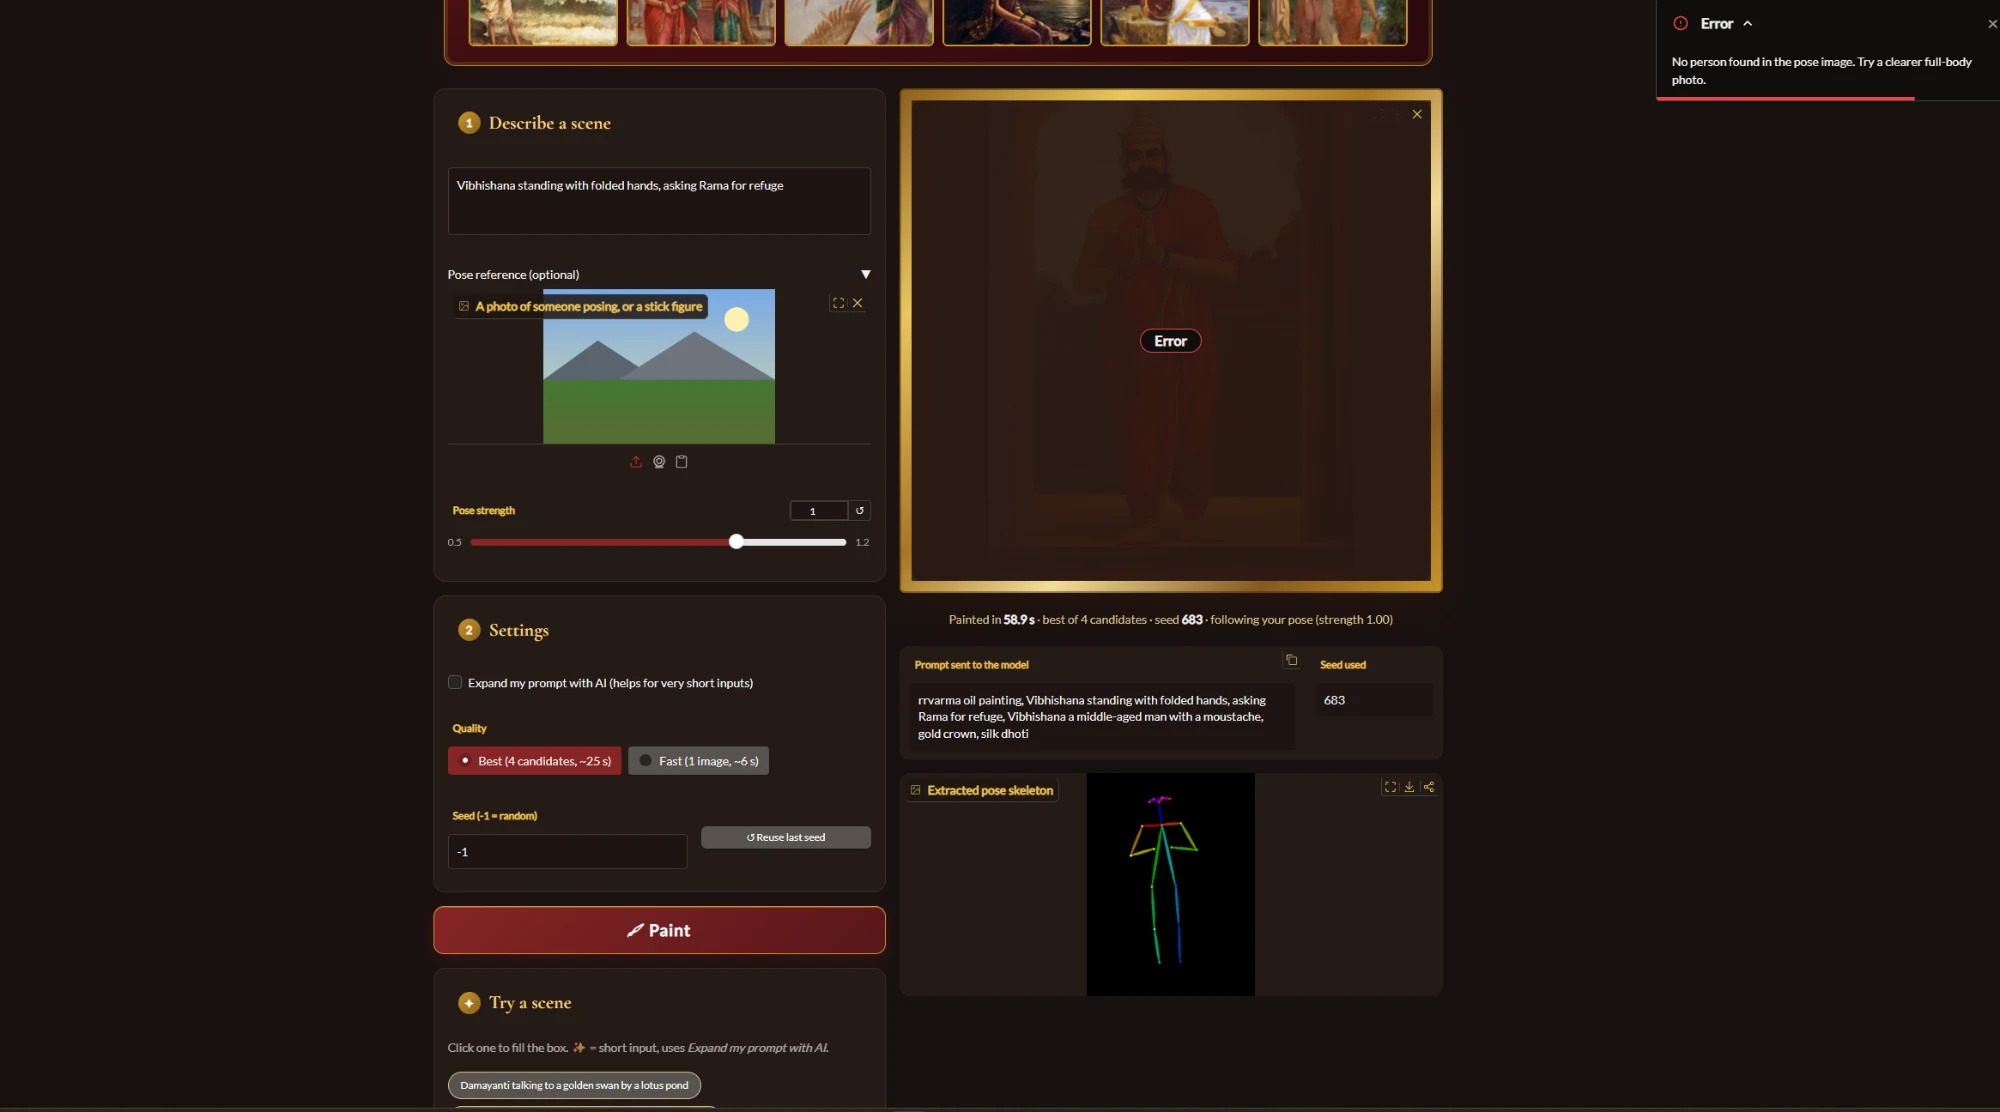 1 Describe a scene
Vibhishana standing with folded hands, asking Rama for refuge
Pose reference (optional) ▼
A photo of someone posing, or a stick figure
Pose strength
1
0.5
1.2
2 Settings
Expand my prompt with AI (helps for very short inputs)
Quality
Best (4 candidates, ~25 s)
Fast (1 image, ~6 s)
Seed (-1 = random)
-1
↺ Reuse last seed
Paint
Try a scene
Click one to fill the box. ✨ = short input, uses Expand my prompt with AI.
Damayanti talking to a golden swan by a lotus pond
Error
Painted in 58.9 s · best of 4 candidates · seed 683 · following your pose (strength 1.00)
Prompt sent to the model
rrvarma oil painting, Vibhishana standing with folded hands, asking
Rama for refuge, Vibhishana a middle-aged man with a moustache,
gold crown, silk dhoti
Seed used
683
Extracted pose skeleton
Error
No person found in the pose image. Try a clearer full-body
photo.